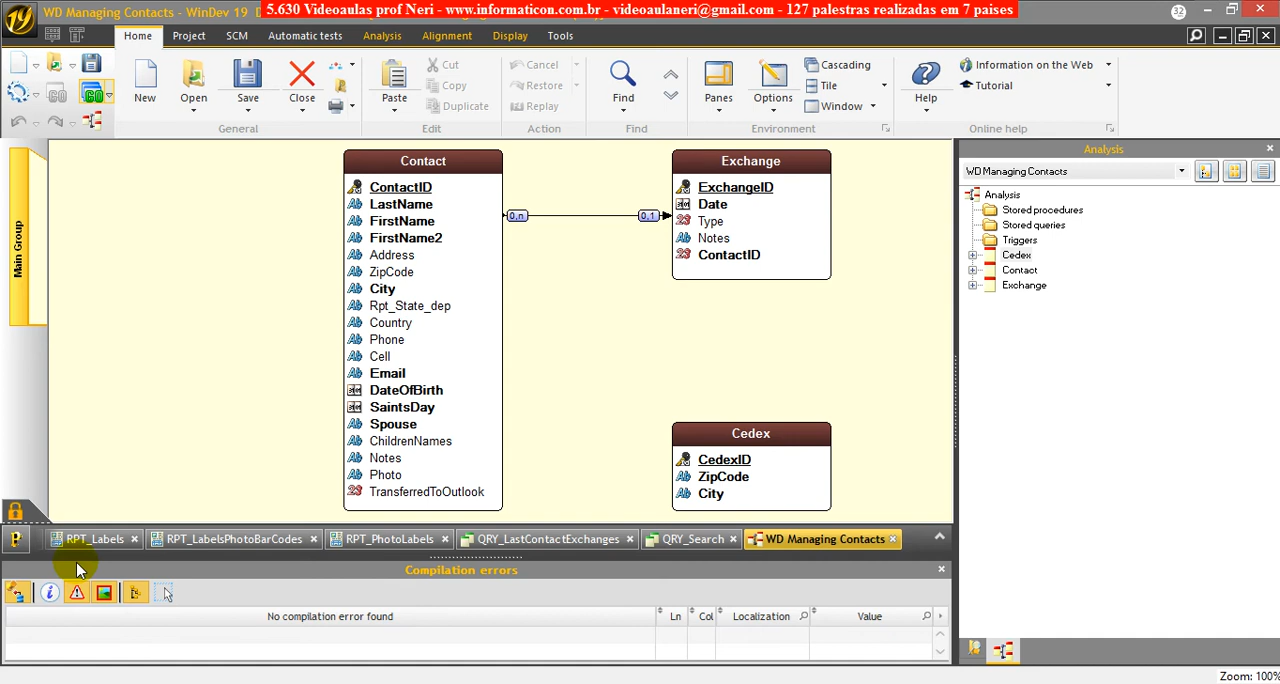 WD Managing Contacts - WinDev 19
5.630 Videoaulas prof Neri - www.informaticon.com.br - videoaulaneri@gmail.com - 127 palestras realizadas em 7 paises
32
Home Project SCM Automatic tests Analysis Alignment Display Tools
New Open Save Close
General
Paste Cut Copy Duplicate
Edit
Cancel Restore Replay
Action
Find
Find
Panes Options Cascading Tile Window
Environment
Help Information on the Web Tutorial
Online help
GO GO
Main Group
Contact
ContactID
LastName
FirstName
FirstName2
Address
ZipCode
City
Rpt_State_dep
Country
Phone
Cell
Email
DateOfBirth
SaintsDay
Spouse
ChildrenNames
Notes
Photo
TransferredToOutlook
0,n 0,1
Exchange
ExchangeID
Date
Type
Notes
ContactID
Cedex
CedexID
ZipCode
City
Analysis
WD Managing Contacts
Analysis
Stored procedures
Stored queries
Triggers
Cedex
Contact
Exchange
RPT_Labels RPT_LabelsPhotoBarCodes RPT_PhotoLabels QRY_LastContactExchanges QRY_Search WD Managing Contacts
Compilation errors
No compilation error found Ln Col Localization Value
Zoom: 100%